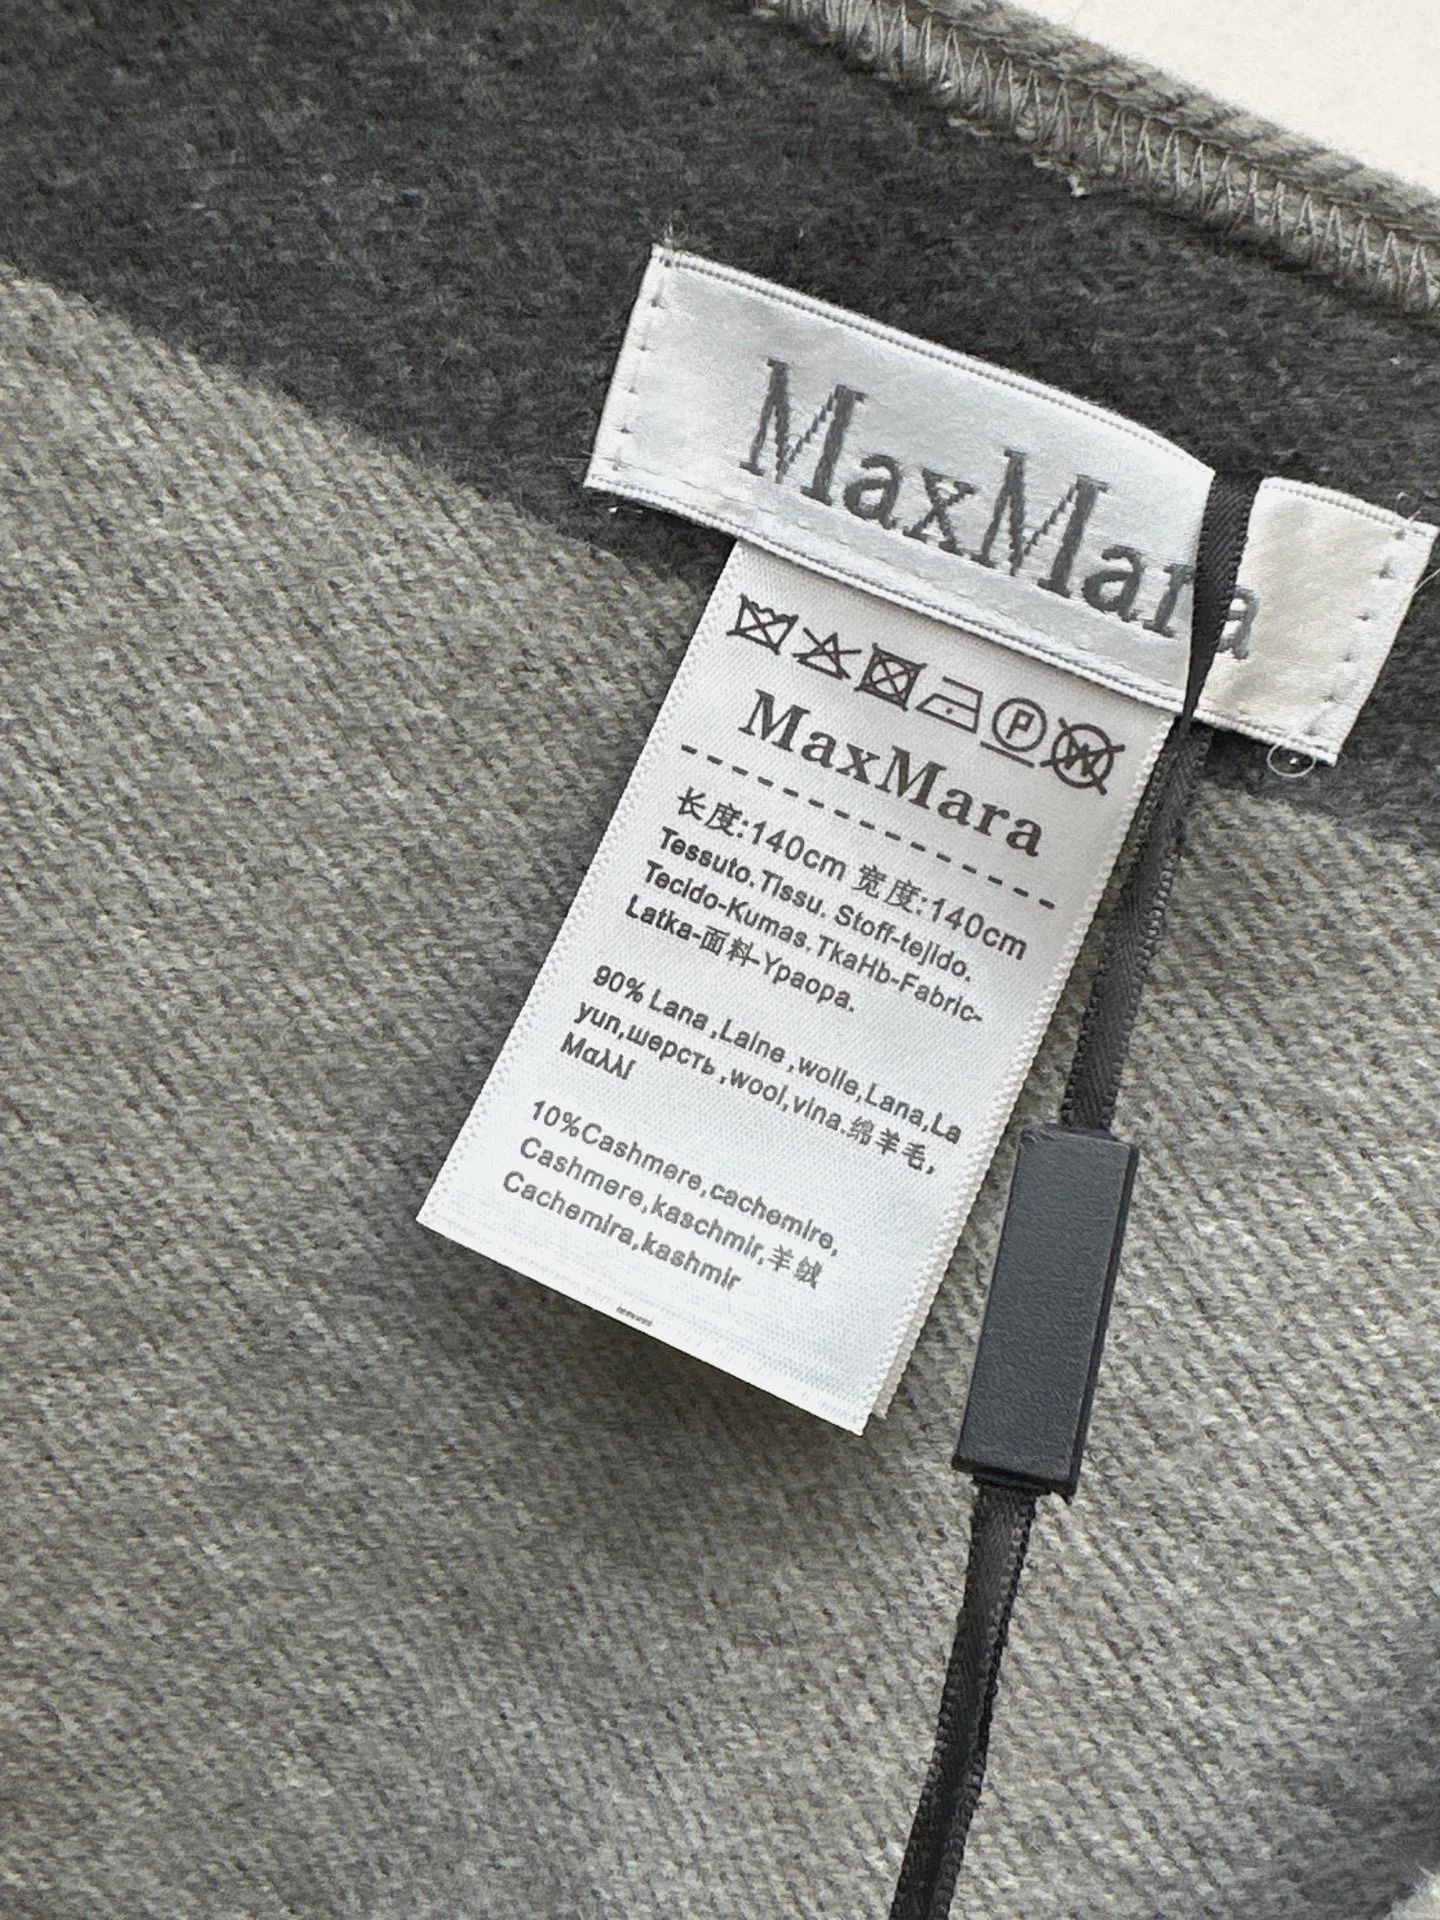 MaxMara
P W
MaxMara
长度:140cm 宽度:140cm
Tessuto.Tissu. Stoff-tejido.
Tecido-Kumas.TkaHb-Fabric-
Latka-面料-Ypaopa.
90% Lana ,Laine ,wolle,Lana,La
yun,шерсть ,wool,vlna.绵羊毛,
Μαλλί
10%Cashmere,cachemire,
Cashmere,kaschmir,羊绒
Cachemira,kashmir